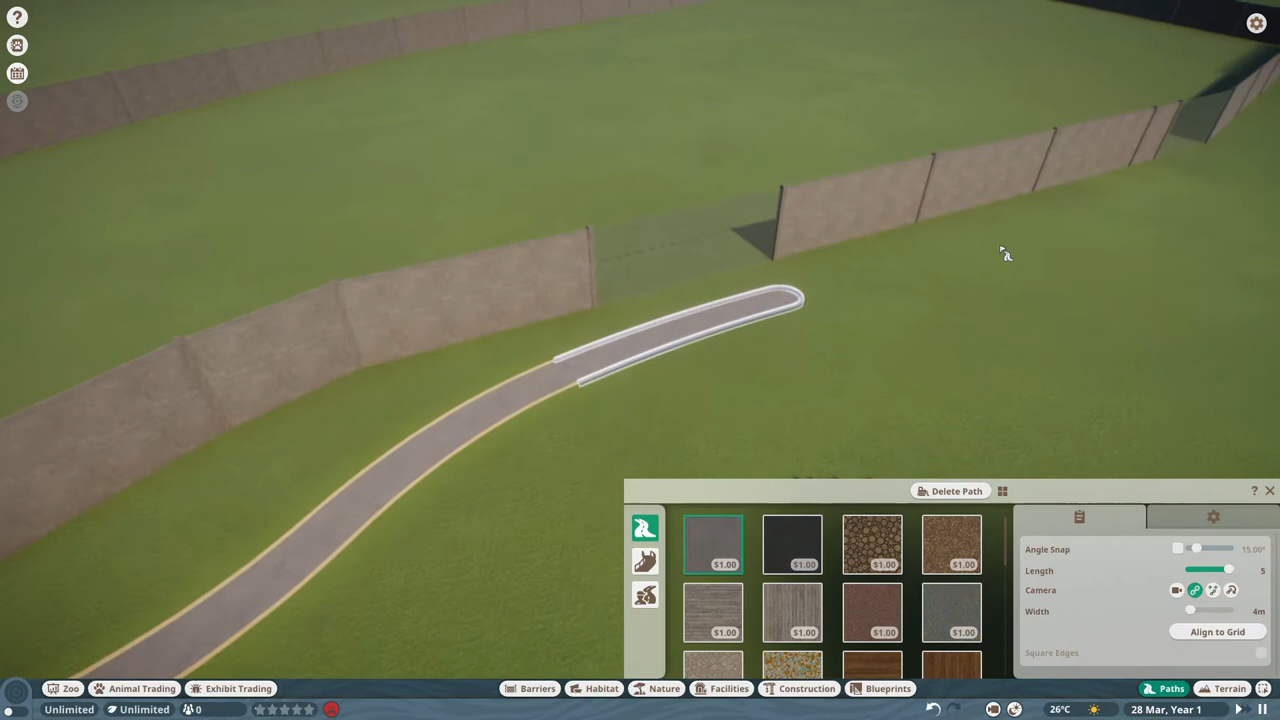 ?
Delete Path
?
$1.00 $1.00 $1.00 $1.00
$1.00 $1.00 $1.00 $1.00
Angle Snap 15.00°
Length 5
Camera
Width 4m
Align to Grid
Square Edges
Zoo Animal Trading Exhibit Trading Barriers Habitat Nature Facilities Construction Blueprints Paths Terrain
Unlimited Unlimited 0 26°C 28 Mar, Year 1